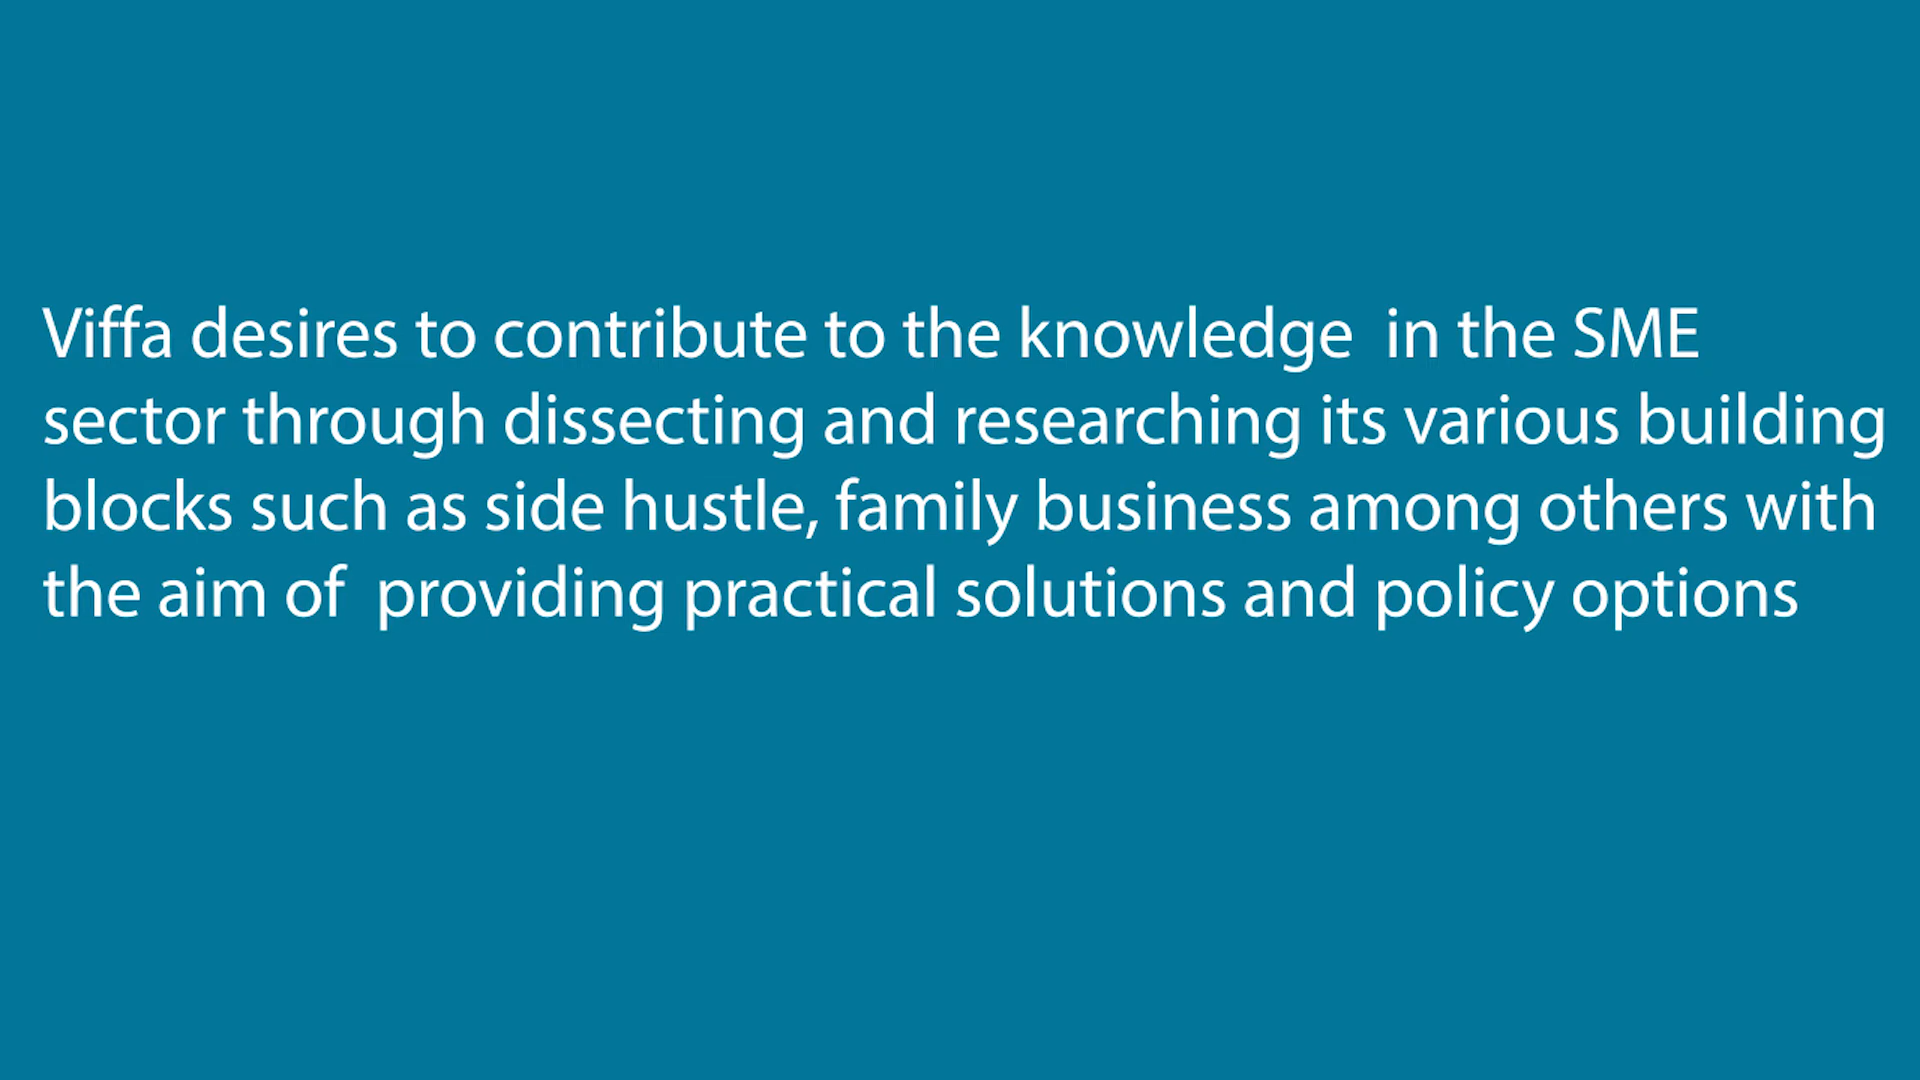 Viffa desires to contribute to the knowledge  in the SME
sector through dissecting and researching its various building
blocks such as side hustle, family business among others with
the aim of  providing practical solutions and policy options